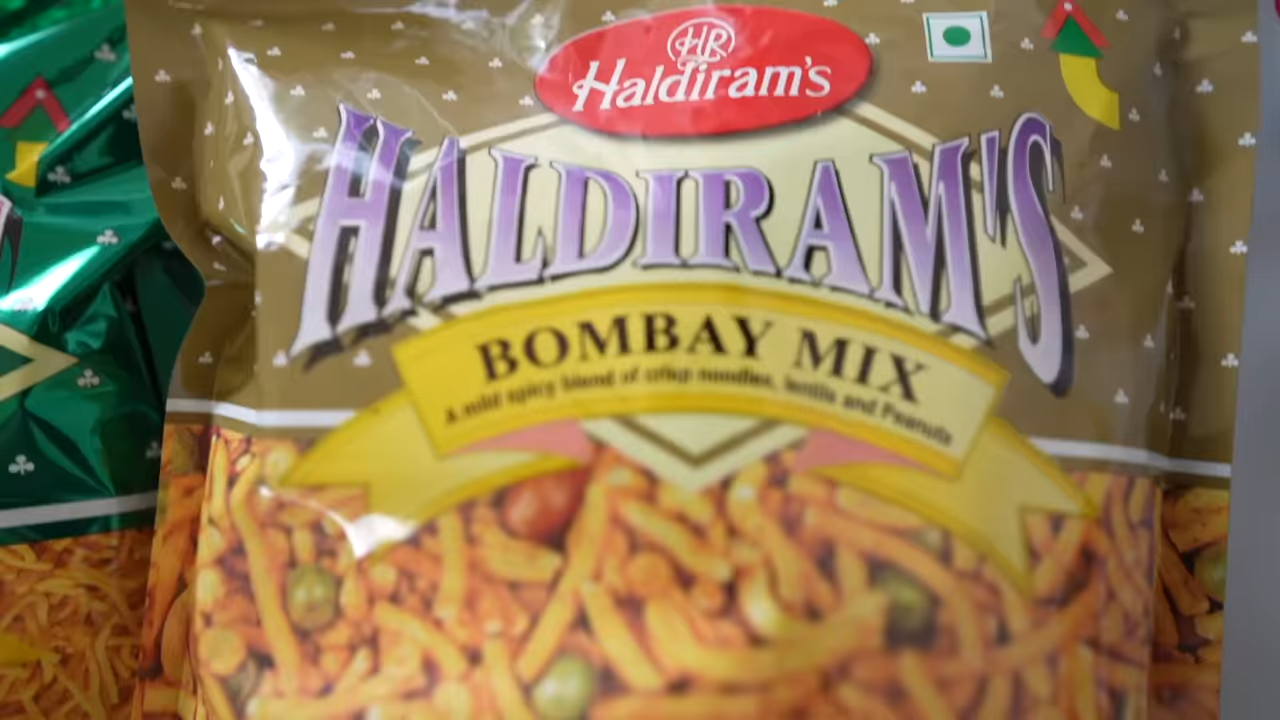 HR
Haldiram's
HALDIRAM'S
BOMBAY MIX
A mild spicy blend of crisp noodles, lentils and Peanuts